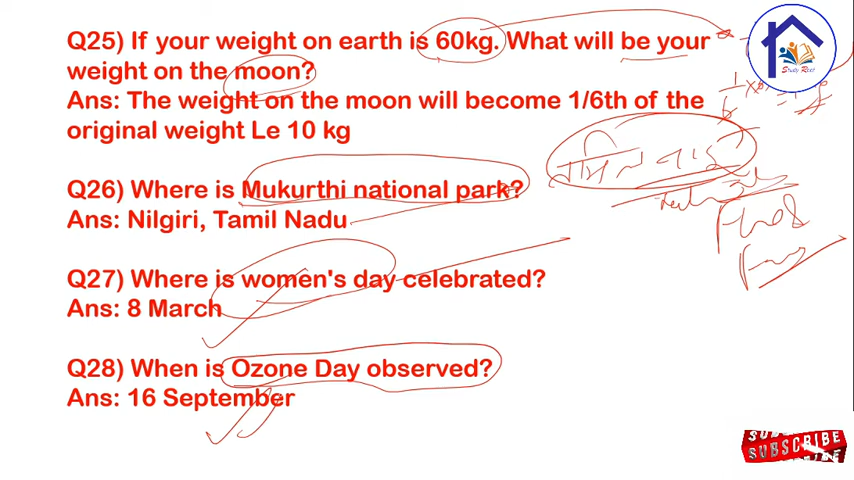 Q25) If your weight on earth is 60kg. What will be your
weight on the moon?
Ans: The weight on the moon will become 1/6th of the
original weight Le 10 kg
Q26) Where is Mukurthi national park?
Ans: Nilgiri, Tamil Nadu
Q27) Where is women's day celebrated?
Ans: 8 March
Q28) When is Ozone Day observed?
Ans: 16 September
SUBSCRIBE